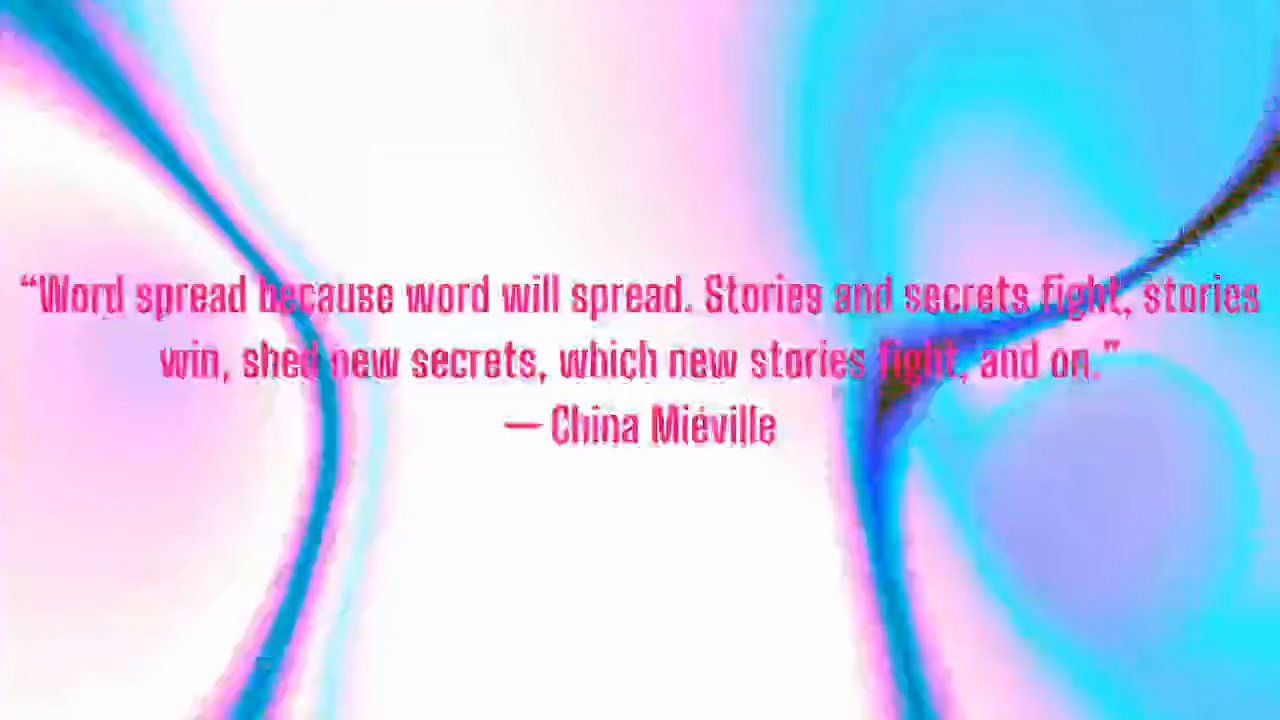 “Word spread because word will spread. Stories and secrets fight, stories
win, shed new secrets, which new stories fight, and on.”
— China Miéville